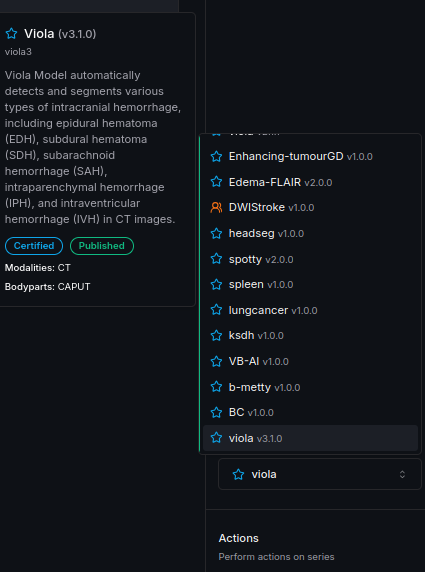 Viola (v3.1.0)
viola3
Viola Model automatically
detects and segments various
types of intracranial hemorrhage,
including epidural hematoma
(EDH), subdural hematoma
(SDH), subarachnoid
hemorrhage (SAH),
intraparenchymal hemorrhage
(IPH), and intraventricular
hemorrhage (IVH) in CT images.
Certified Published
Modalities: CT
Bodyparts: CAPUT
Enhancing-tumourGD v1.0.0
Edema-FLAIR v2.0.0
DWIStroke v1.0.0
headseg v1.0.0
spotty v2.0.0
spleen v1.0.0
lungcancer v1.0.0
ksdh v1.0.0
VB-AI v1.0.0
b-metty v1.0.0
BC v1.0.0
viola v3.1.0
viola
Actions
Perform actions on series